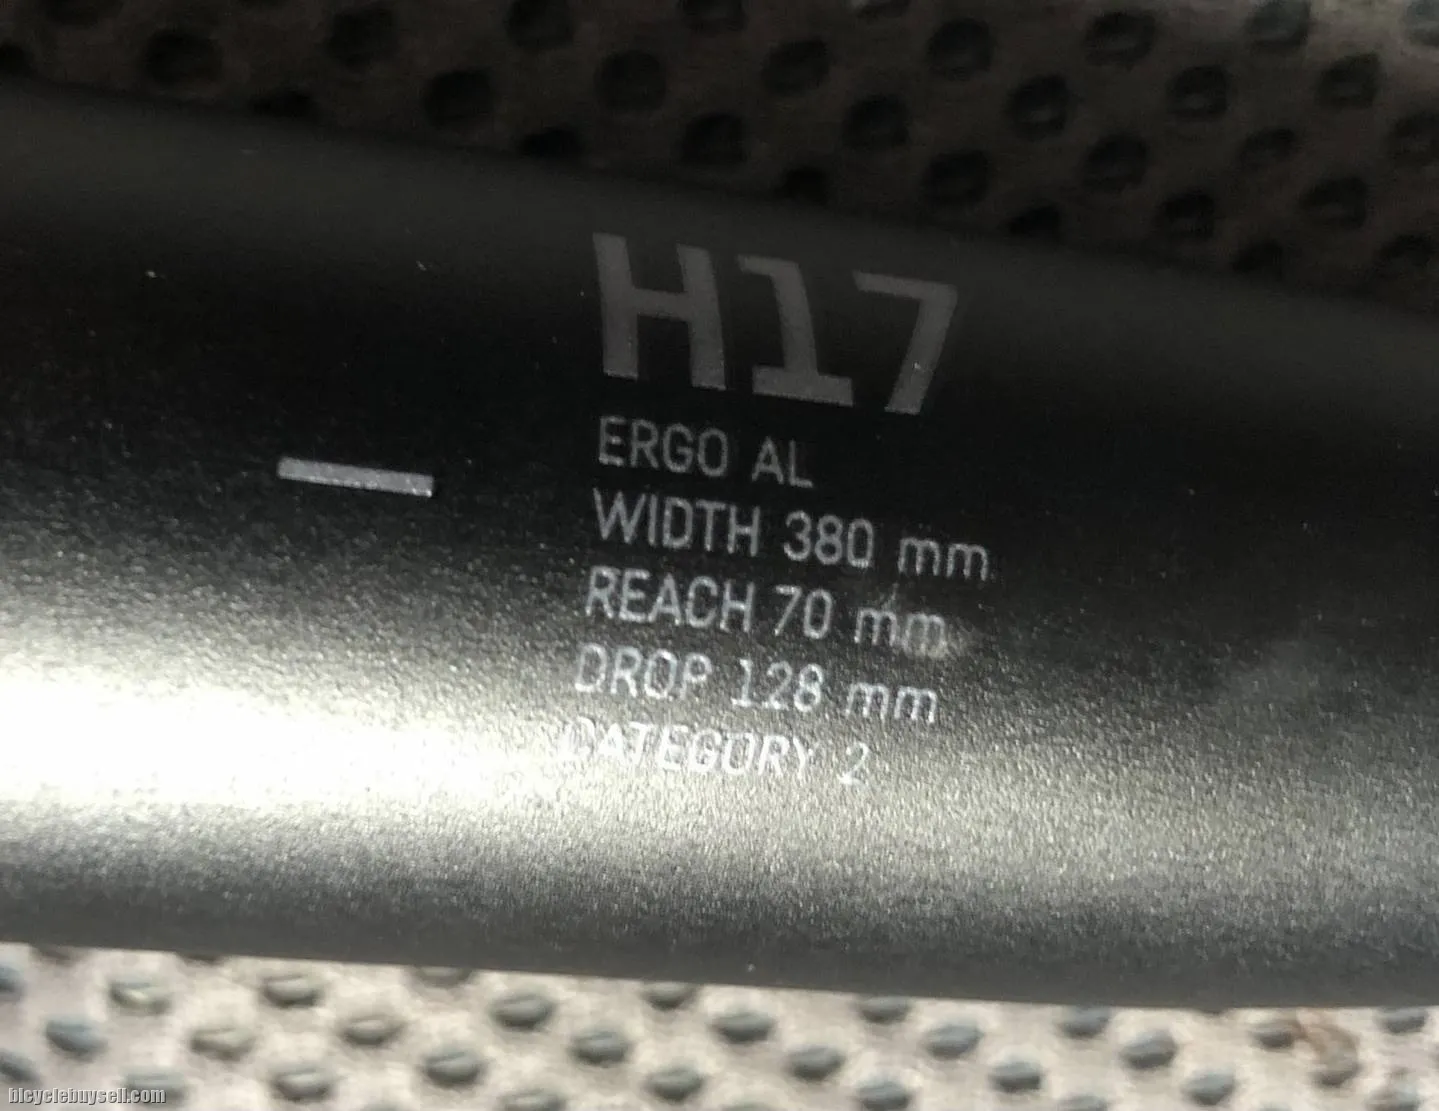 H17
ERGO AL
WIDTH 380 mm
REACH 70 mm
DROP 128 mm
CATEGORY 2
bicyclebuysell.com